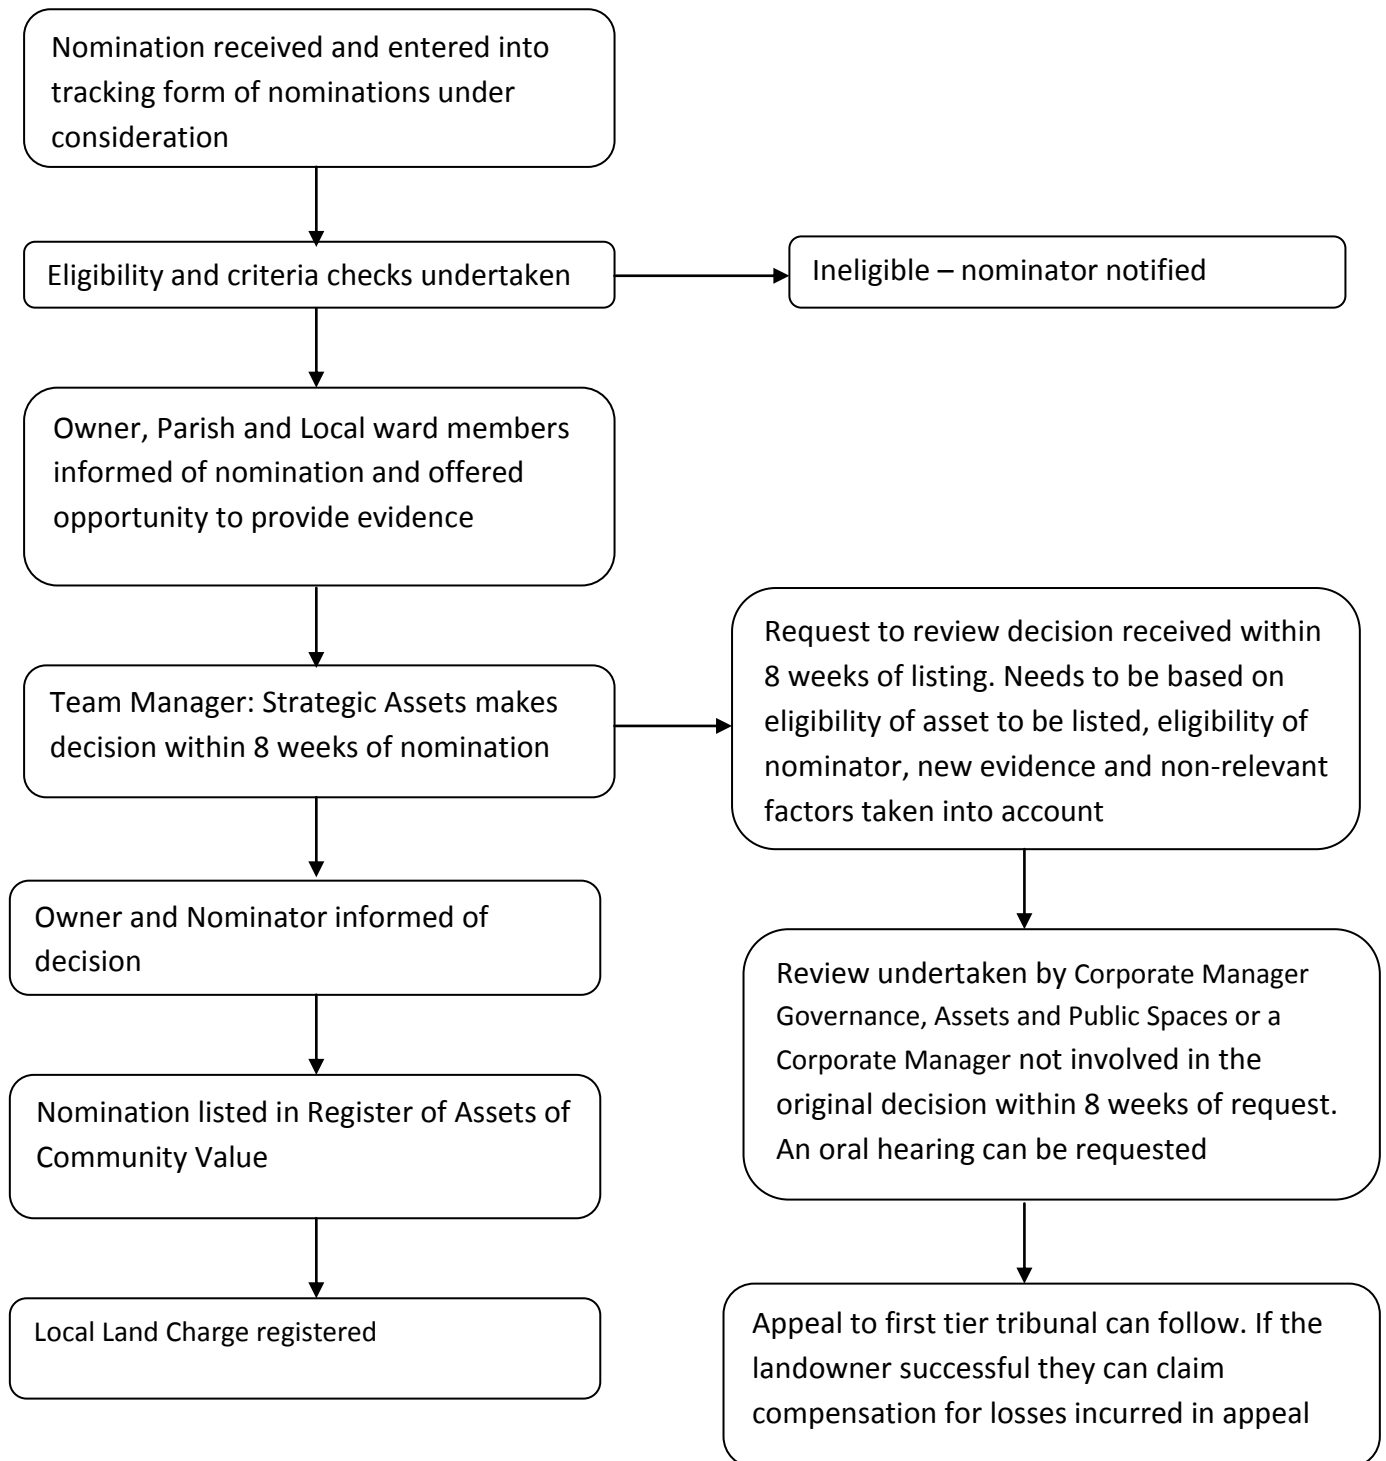 Nomination received and entered into
tracking form of nominations under
consideration
Eligibility and criteria checks undertaken
Ineligible – nominator notified
Owner, Parish and Local ward members
informed of nomination and offered
opportunity to provide evidence
Team Manager: Strategic Assets makes
decision within 8 weeks of nomination
Request to review decision received within
8 weeks of listing. Needs to be based on
eligibility of asset to be listed, eligibility of
nominator, new evidence and non-relevant
factors taken into account
Owner and Nominator informed of
decision
Review undertaken by Corporate Manager
Governance, Assets and Public Spaces or a
Corporate Manager not involved in the
original decision within 8 weeks of request.
An oral hearing can be requested
Nomination listed in Register of Assets of
Community Value
Local Land Charge registered
Appeal to first tier tribunal can follow. If the
landowner successful they can claim
compensation for losses incurred in appeal